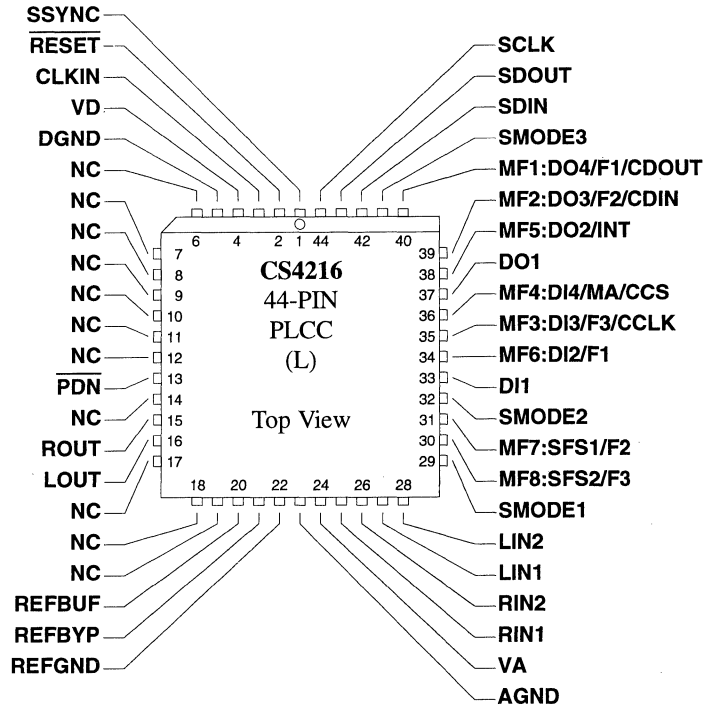 SSYNC
RESET
CLKIN
VD
DGND
NC
NC
NC
NC
NC
NC
NC
PDN
NC
ROUT
LOUT
NC
NC
NC
REFBUF
REFBYP
REFGND
6 4 2 1 44 42 40
7
8
9
10
11
12
13
14
15
16
17
CS4216
44-PIN
PLCC
(L)
Top View
39
38
37
36
35
34
33
32
31
30
29
18 20 22 24 26 28
SCLK
SDOUT
SDIN
SMODE3
MF1:DO4/F1/CDOUT
MF2:DO3/F2/CDIN
MF5:DO2/INT
DO1
MF4:DI4/MA/CCS
MF3:DI3/F3/CCLK
MF6:DI2/F1
DI1
SMODE2
MF7:SFS1/F2
MF8:SFS2/F3
SMODE1
LIN2
LIN1
RIN2
RIN1
VA
AGND